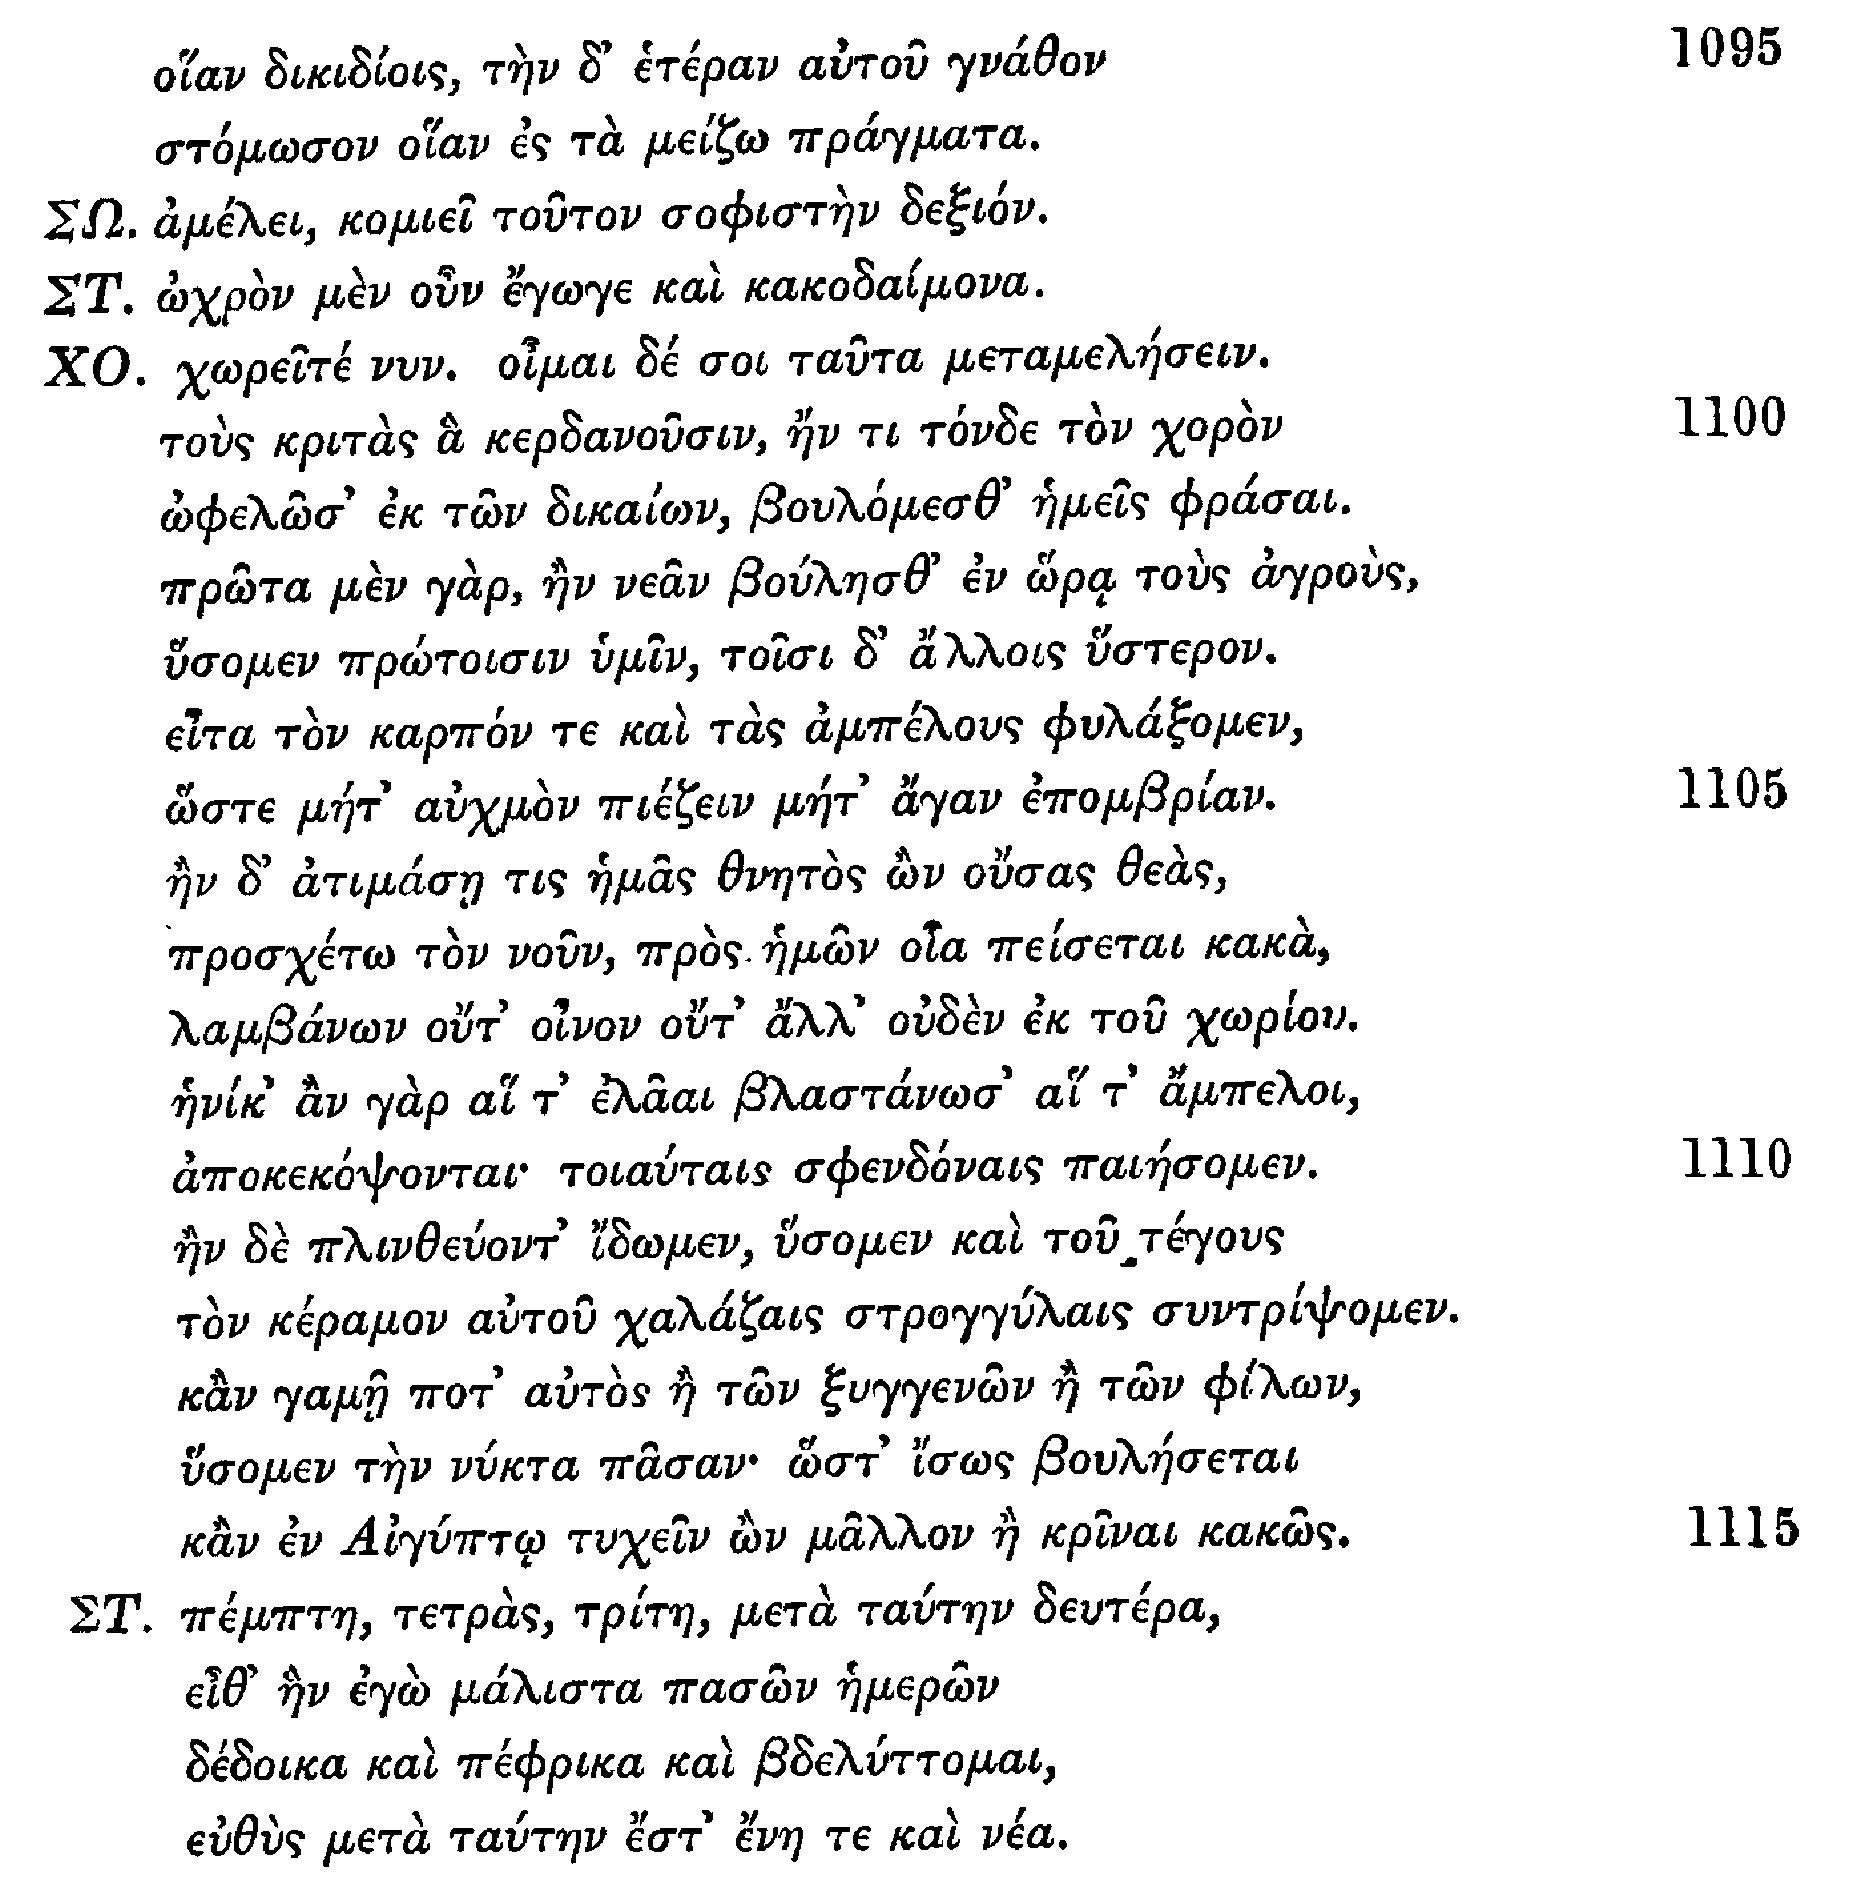 οἵαν δικιδίοις, τὴν δ’ ἑτέραν αὐτοῦ γνάθον 1095
στόμωσον οἵαν ἐς τὰ μείζω πράγματα.
ΣΩ. ἀμέλει, κομιεῖ τοῦτον σοφιστὴν δεξιόν.
ΣΤ. ὠχρὸν μὲν οὖν ἔγωγε καὶ κακοδαίμονα.
ΧΟ. χωρεῖτέ νυν. οἶμαι δέ σοι ταῦτα μεταμελήσειν.
τοὺς κριτὰς ἃ κερδανοῦσιν, ἤν τι τόνδε τὸν χορὸν 1100
ὠφελῶσ’ ἐκ τῶν δικαίων, βουλόμεσθ’ ἡμεῖς φράσαι.
πρῶτα μὲν γὰρ, ἢν νεᾶν βούλησθ’ ἐν ὥρᾳ τοὺς ἀγροὺς,
ὕσομεν πρώτοισιν ὑμῖν, τοῖσι δ’ ἄλλοις ὕστερον.
εἶτα τὸν καρπόν τε καὶ τὰς ἀμπέλους φυλάξομεν,
ὥστε μήτ’ αὐχμὸν πιέζειν μήτ’ ἄγαν ἐπομβρίαν. 1105
ἢν δ’ ἀτιμάσῃ τις ἡμᾶς θνητὸς ὢν οὔσας θεὰς,
προσχέτω τὸν νοῦν, πρὸς ἡμῶν οἷα πείσεται κακὰ,
λαμβάνων οὔτ’ οἶνον οὔτ’ ἄλλ’ οὐδὲν ἐκ τοῦ χωρίου.
ἡνίκ’ ἂν γὰρ αἵ τ’ ἐλᾶαι βλαστάνωσ’ αἵ τ’ ἄμπελοι,
ἀποκεκόψονται· τοιαύταις σφενδόναις παιήσομεν. 1110
ἢν δὲ πλινθεύοντ’ ἴδωμεν, ὕσομεν καὶ τοῦ τέγους
τὸν κέραμον αὐτοῦ χαλάζαις στρογγύλαις συντρίψομεν.
κἂν γαμῇ ποτ’ αὐτὸς ἢ τῶν ξυγγενῶν ἢ τῶν φίλων,
ὕσομεν τὴν νύκτα πᾶσαν· ὥστ’ ἴσως βουλήσεται
κἂν ἐν Αἰγύπτῳ τυχεῖν ὢν μᾶλλον ἢ κρῖναι κακῶς. 1115
ΣΤ. πέμπτη, τετρὰς, τρίτη, μετὰ ταύτην δευτέρα,
εἶθ’ ἣν ἐγὼ μάλιστα πασῶν ἡμερῶν
δέδοικα καὶ πέφρικα καὶ βδελύττομαι,
εὐθὺς μετὰ ταύτην ἔστ’ ἔνη τε καὶ νέα.